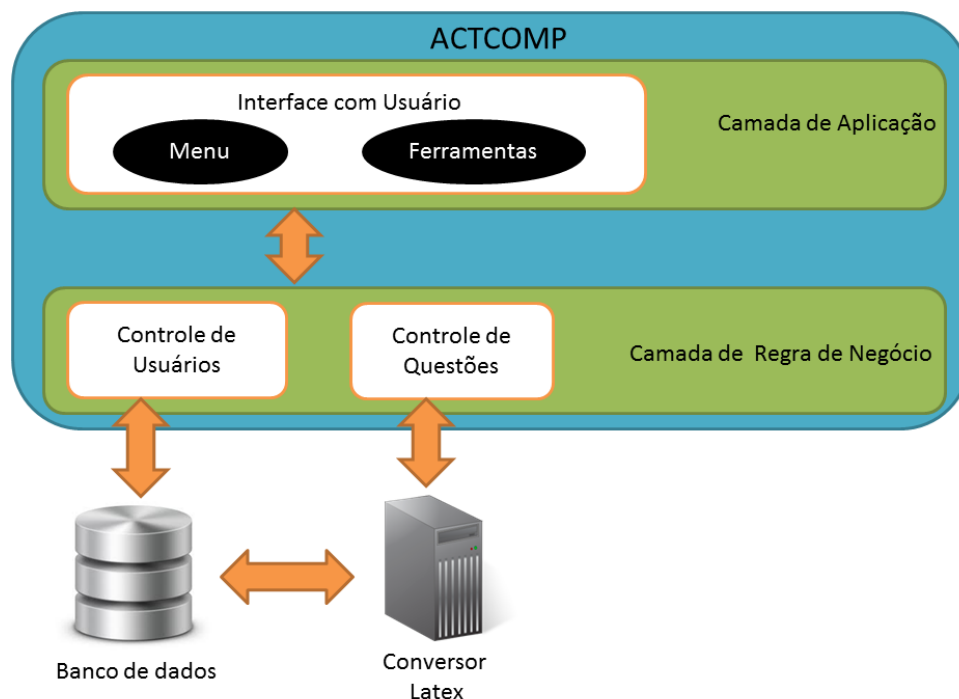 ACTCOMP
Interface com Usuário
Menu
Ferramentas
Camada de Aplicação
Controle de
Usuários
Controle de
Questões
Camada de Regra de Negócio
Banco de dados
Conversor
Latex